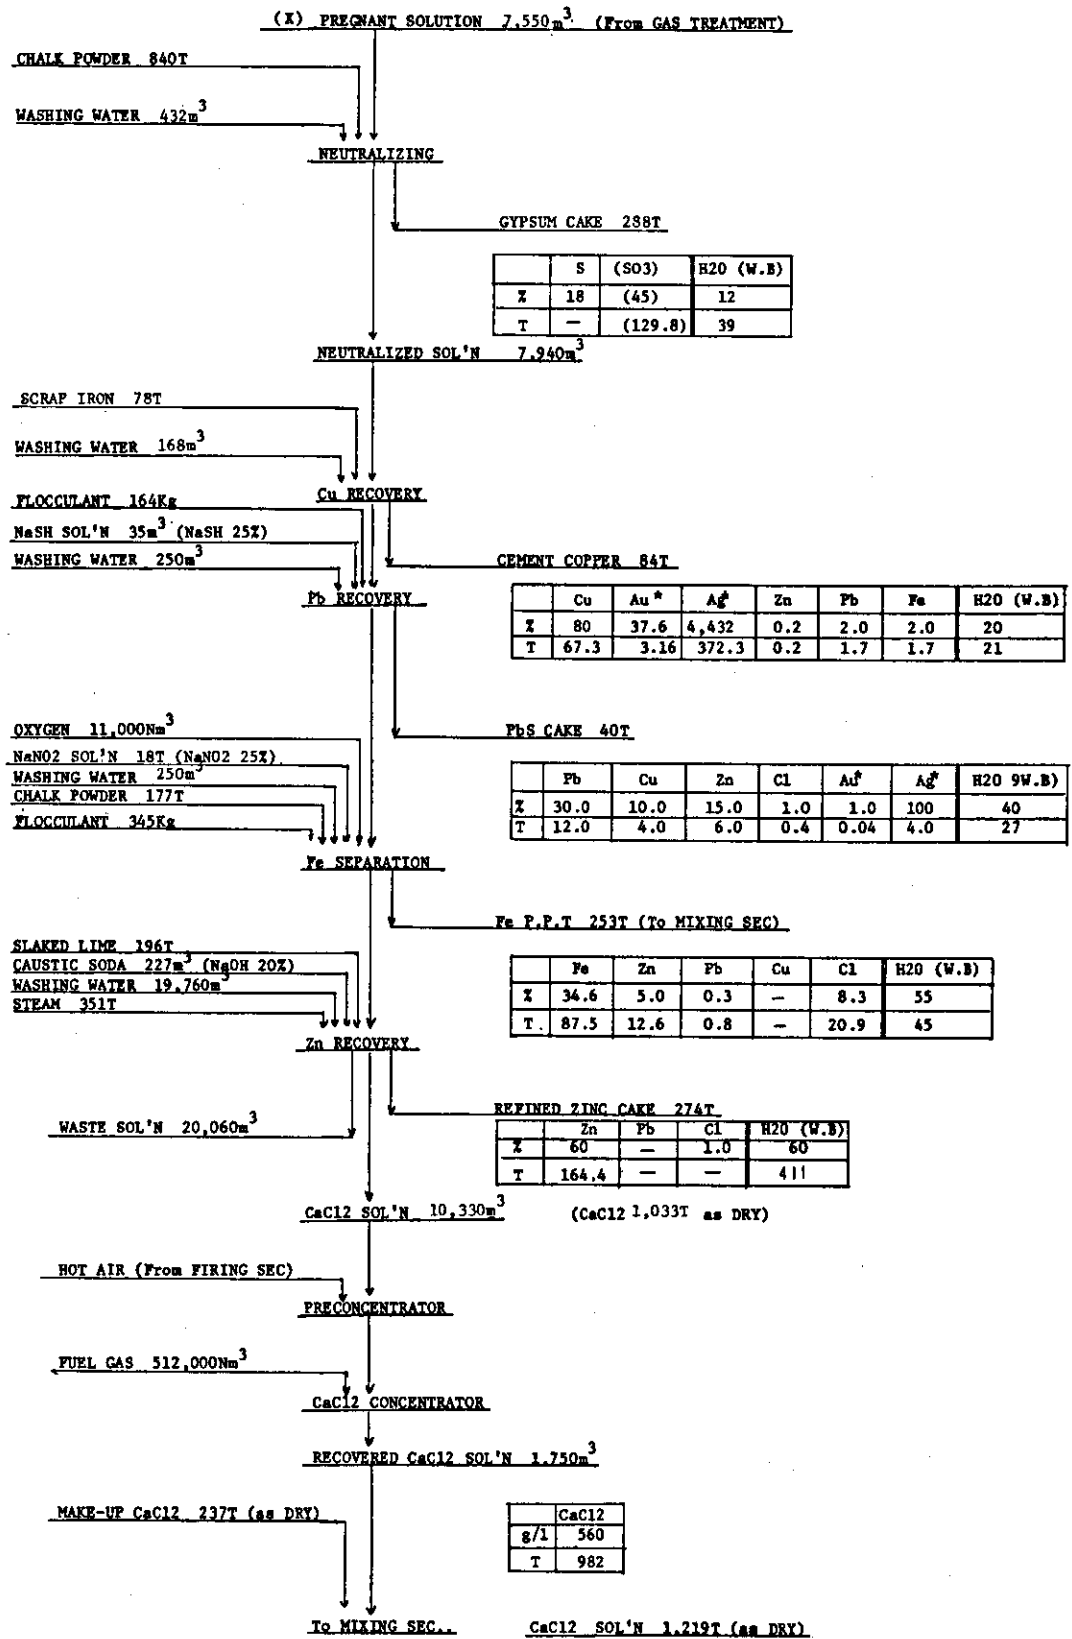 (X) PREGNANT SOLUTION 7,550m³ (From GAS TREATMENT)
CHALK POWDER 840T
WASHING WATER 432m³
NEUTRALIZING
GYPSUM CAKE 288T
S (SO3) H2O (W.B)
% 18 (45) 12
T — (129.8) 39
NEUTRALIZED SOL'N 7,940m³
SCRAP IRON 78T
WASHING WATER 168m³
Cu RECOVERY
FLOCCULANT 164Kg
NaSH SOL'N 35m³ (NaSH 25%)
WASHING WATER 250m³
CEMENT COPPER 84T
Pb RECOVERY
Cu Au* Ag* Zn Pb Fe H2O (W.B)
% 80 37.6 4,432 0.2 2.0 2.0 20
T 67.3 3.16 372.3 0.2 1.7 1.7 21
PbS CAKE 40T
OXYGEN 11,000Nm³
NaNO2 SOL'N 18T (NaNO2 25%)
WASHING WATER 250m³
CHALK POWDER 177T
FLOCCULANT 345Kg
Pb Cu Zn Cl Au* Ag* H2O 9W.B)
% 30.0 10.0 15.0 1.0 1.0 100 40
T 12.0 4.0 6.0 0.4 0.04 4.0 27
Fe SEPARATION
Fe P.P.T 253T (To MIXING SEC)
SLAKED LIME 196T
CAUSTIC SODA 227m³ (NaOH 20%)
WASHING WATER 19,760m³
STEAM 351T
Fe Zn Pb Cu Cl H2O (W.B)
% 34.6 5.0 0.3 — 8.3 55
T. 87.5 12.6 0.8 — 20.9 45
Zn RECOVERY
REFINED ZINC CAKE 274T
WASTE SOL'N 20,060m³
Zn Pb Cl H2O (W.B)
% 60 — 1.0 60
T 164.4 — — 411
CaCl2 SOL'N 10,330m³ (CaCl2 1,033T as DRY)
HOT AIR (From FIRING SEC)
PRECONCENTRATOR
FUEL GAS 512,000Nm³
CaCl2 CONCENTRATOR
RECOVERED CaCl2 SOL'N 1,750m³
MAKE-UP CaCl2 237T (as DRY)
CaCl2
g/l 560
T 982
To MIXING SEC.. CaCl2 SOL'N 1,219T (as DRY)